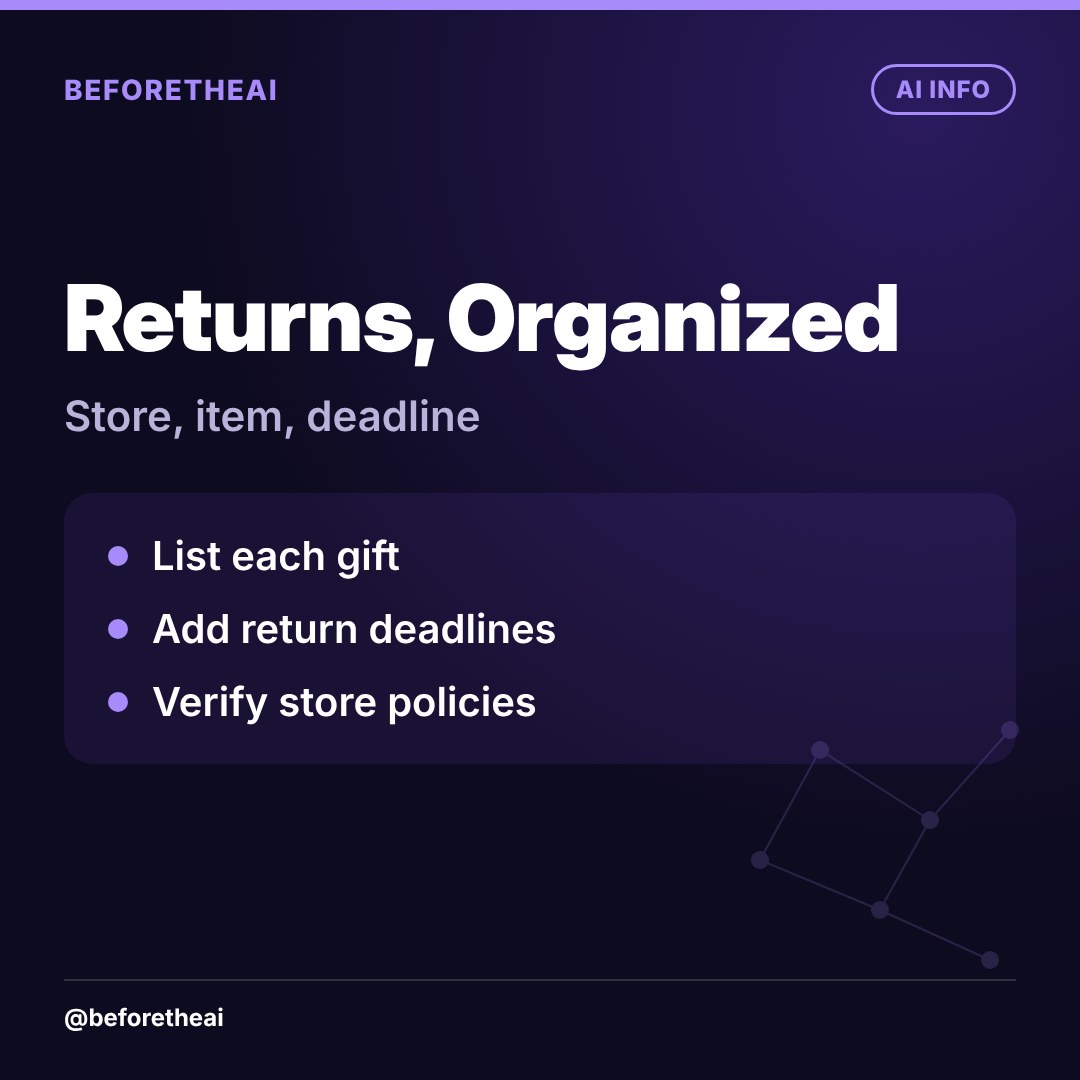 BEFORETHEAI
AI INFO
Returns, Organized
Store, item, deadline
List each gift
Add return deadlines
Verify store policies
@beforetheai